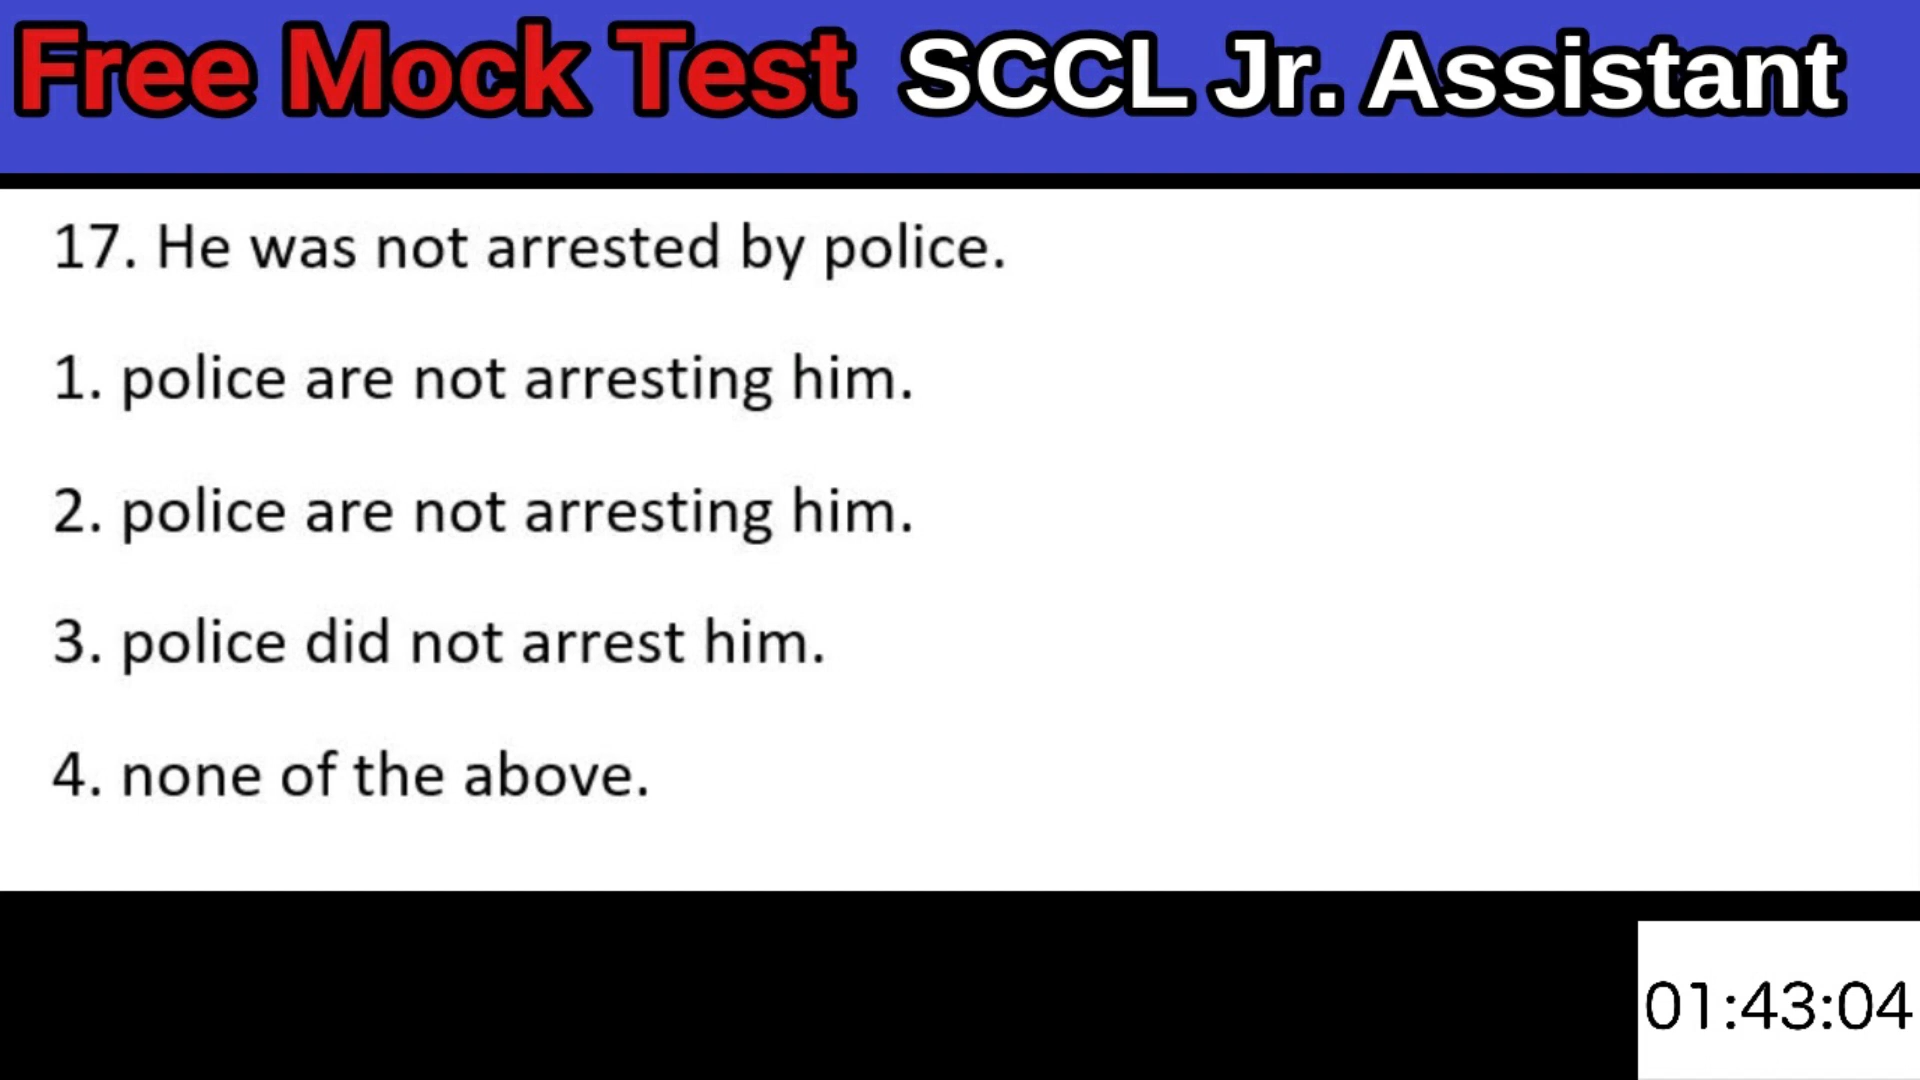 Free Mock Test SCCL Jr. Assistant
17. He was not arrested by police.
1. police are not arresting him.
2. police are not arresting him.
3. police did not arrest him.
4. none of the above.
01:43:04